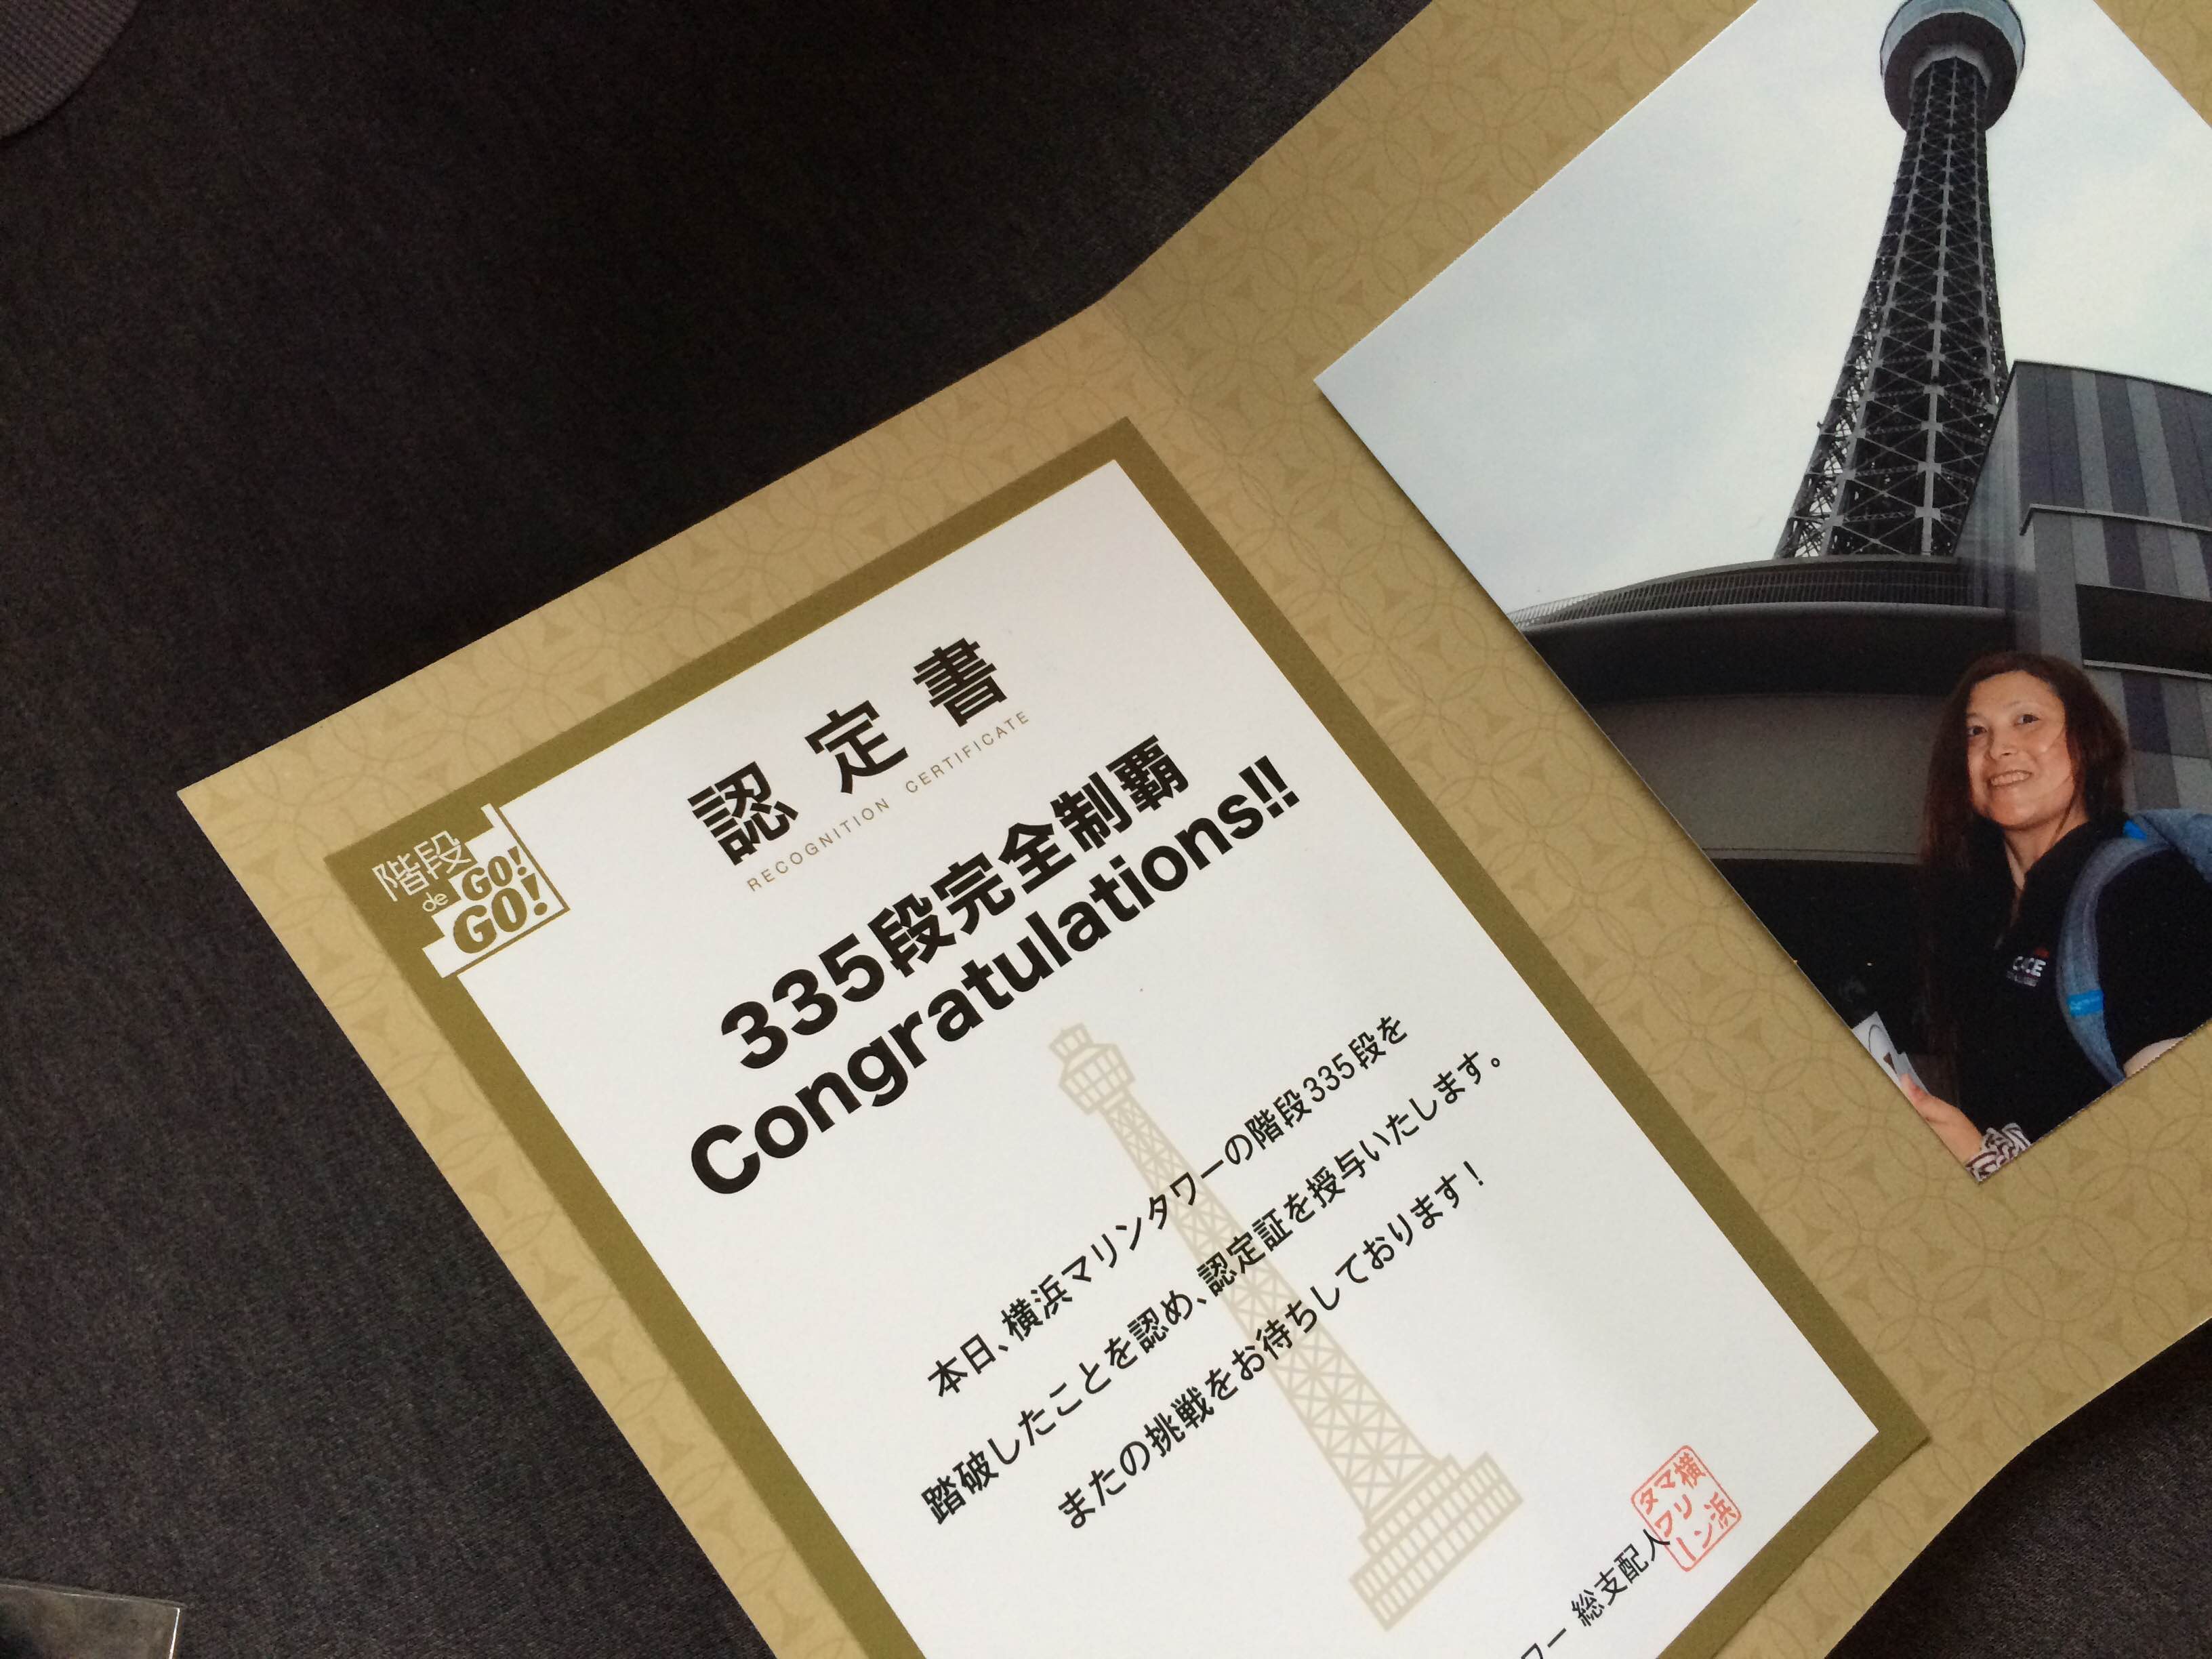 階段
de GO!
GO!
認定書
RECOGNITION CERTIFICATE
335段完全制覇
Congratulations!!
本日、横浜マリンタワーの階段335段を
踏破したことを認め、認定証を授与いたします。
またの挑戦をお待ちしております！
ワー 総支配人
横浜
マリン
タワー